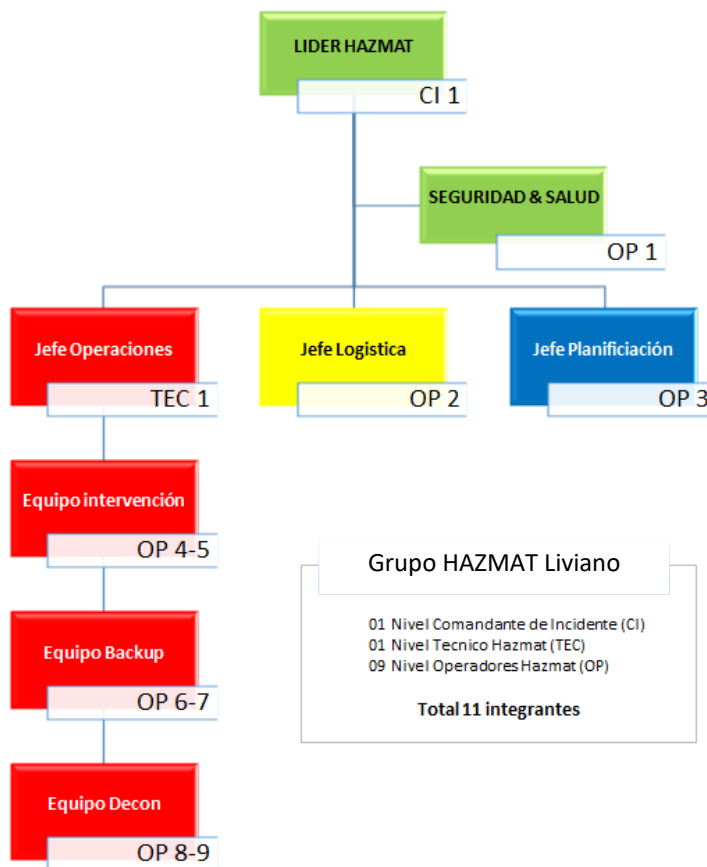 LIDER HAZMAT
CI 1
SEGURIDAD & SALUD
OP 1
Jefe Operaciones
TEC 1
Jefe Logistica
OP 2
Jefe Planificiación
OP 3
Equipo intervención
OP 4-5
Equipo Backup
OP 6-7
Equipo Decon
OP 8-9
Grupo HAZMAT Liviano
01 Nivel Comandante de Incidente (CI)
01 Nivel Tecnico Hazmat (TEC)
09 Nivel Operadores Hazmat (OP)
Total 11 integrantes